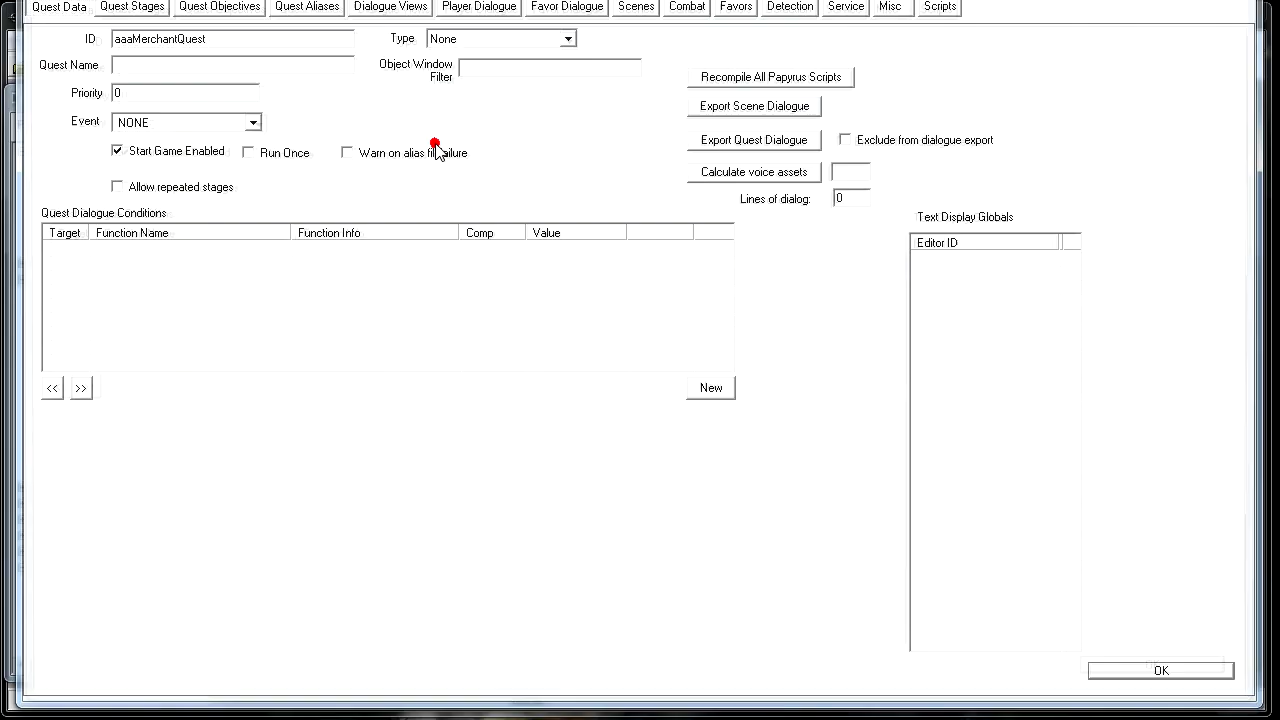 Quest Data Quest Stages Quest Objectives Quest Aliases Dialogue Views Player Dialogue Favor Dialogue Scenes Combat Favors Detection Service Misc Scripts
ID aaaMerchantQuest Type None
Quest Name Object Window Filter
Recompile All Papyrus Scripts
Priority 0
Export Scene Dialogue
Event NONE
Export Quest Dialogue Exclude from dialogue export
Start Game Enabled Run Once Warn on alias fill failure
Calculate voice assets
Allow repeated stages
Lines of dialog: 0
Quest Dialogue Conditions
Text Display Globals
Target Function Name Function Info Comp Value
Editor ID
<< >> New
OK